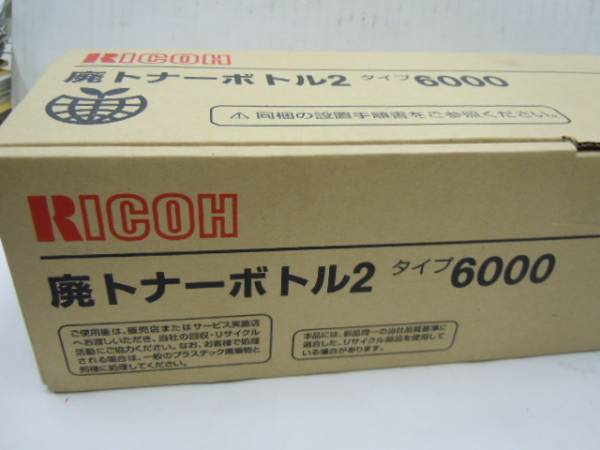 RICOH
廃トナーボトル2 タイプ6000
⚠ 同梱の設置手順書をご参照ください。
RICOH
廃トナーボトル2 タイプ6000
ご使用後は、販売店またはサービス実施店
へお渡しいただき、当社の回収・リサイクル
活動にご協力ください。なお、お客様で処理
される場合は、一般のプラスチック廃棄物と
同様に処理してください。
本品には、新品同一の当社品質基準に
適合した、リサイクル部品を使用して
いる場合があります。